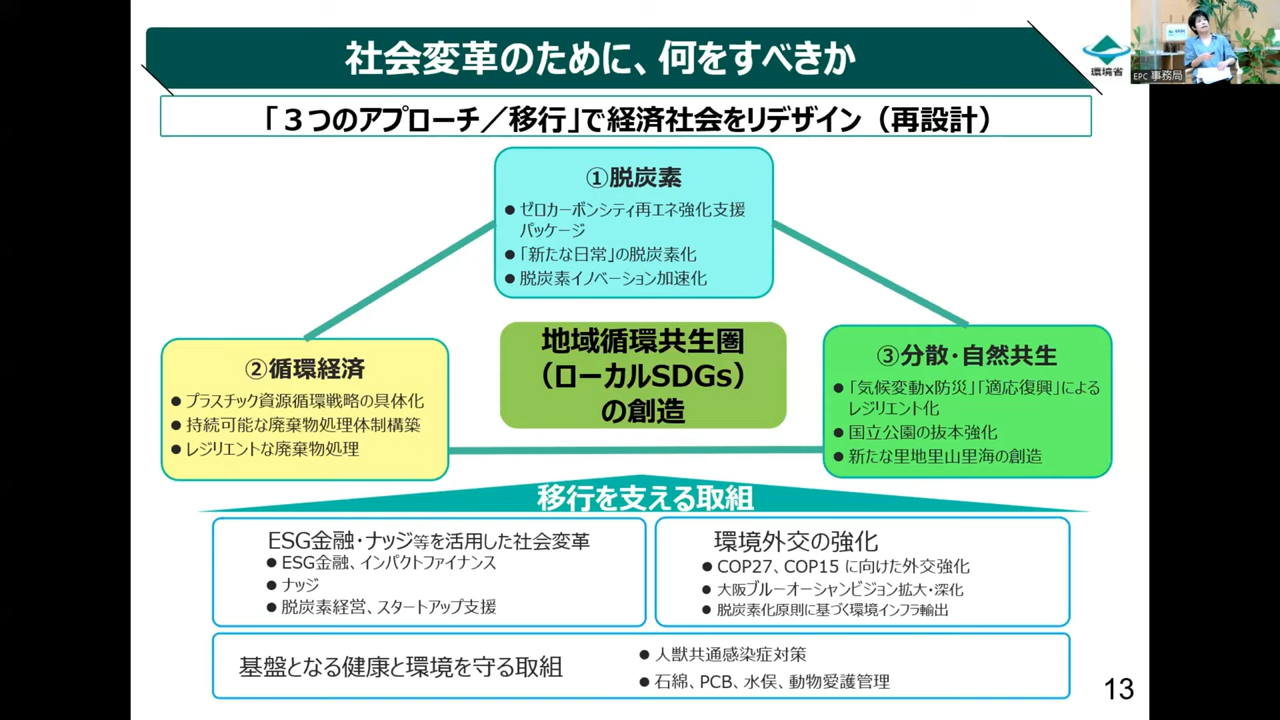 社会変革のために、何をすべきか
環境省
EPC 事務局
「３つのアプローチ／移行」で経済社会をリデザイン（再設計）
①脱炭素
● ゼロカーボンシティ再エネ強化支援
パッケージ
● 「新たな日常」の脱炭素化
● 脱炭素イノベーション加速化
②循環経済
● プラスチック資源循環戦略の具体化
● 持続可能な廃棄物処理体制構築
● レジリエントな廃棄物処理
地域循環共生圏
（ローカルSDGs）
の創造
③分散・自然共生
● 「気候変動x防災」「適応復興」による
レジリエント化
● 国立公園の抜本強化
● 新たな里地里山里海の創造
移行を支える取組
ESG金融・ナッジ等を活用した社会変革
● ESG金融、インパクトファイナンス
● ナッジ
● 脱炭素経営、スタートアップ支援
環境外交の強化
● COP27、COP15 に向けた外交強化
● 大阪ブルーオーシャンビジョン拡大・深化
● 脱炭素化原則に基づく環境インフラ輸出
基盤となる健康と環境を守る取組
● 人獣共通感染症対策
● 石綿、PCB、水俣、動物愛護管理
13